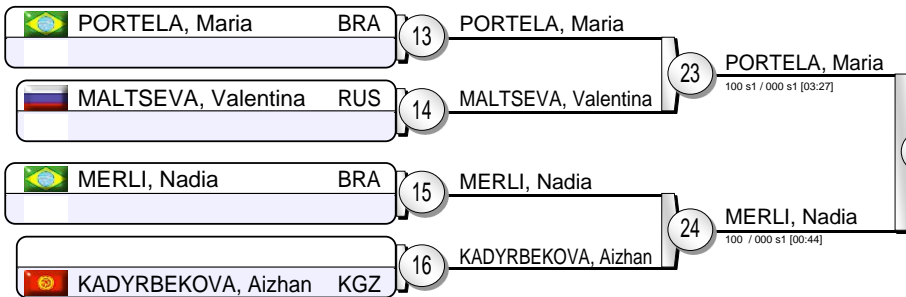 PORTELA, Maria BRA
13
PORTELA, Maria
MALTSEVA, Valentina RUS
14
MALTSEVA, Valentina
23
PORTELA, Maria
100 s1 / 000 s1 [03:27]
MERLI, Nadia BRA
15
MERLI, Nadia
KADYRBEKOVA, Aizhan KGZ
16
KADYRBEKOVA, Aizhan
24
MERLI, Nadia
100 / 000 s1 [00:44]